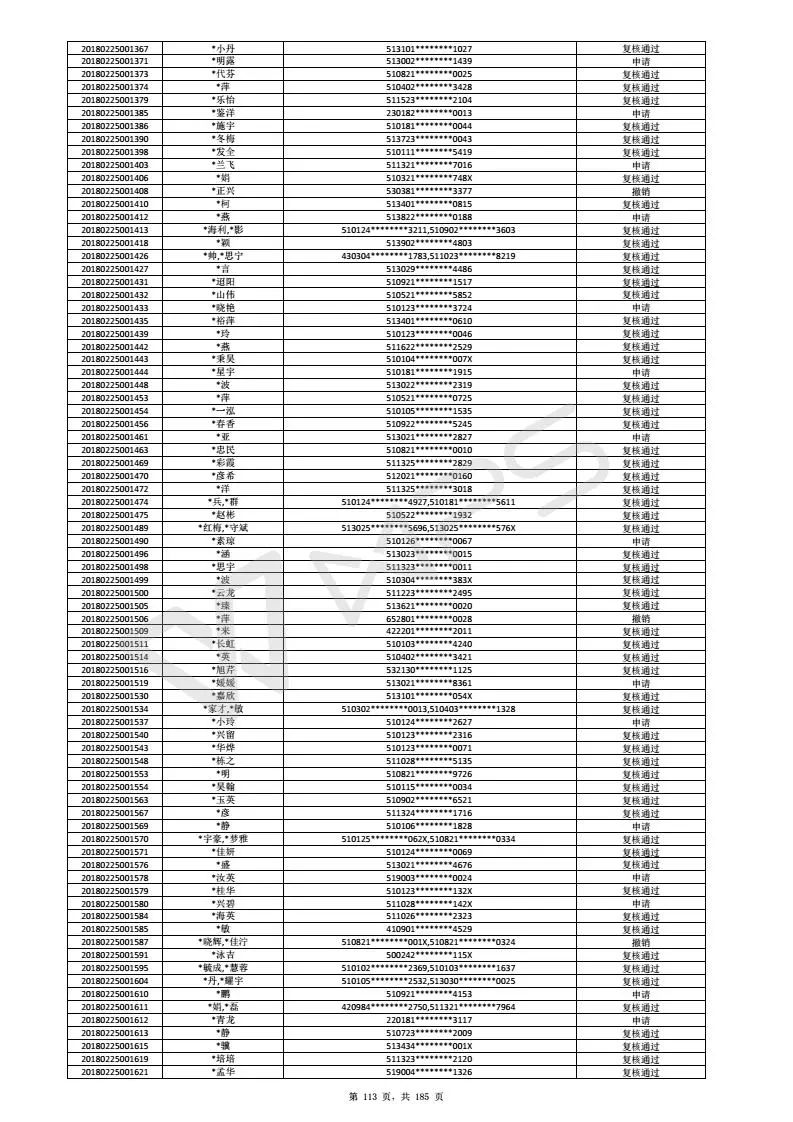 20180225001367 *小丹 513101********1027 复核通过
20180225001371 *明露 513002********1439 申请
20180225001373 *代芬 510821********0025 复核通过
20180225001374 *萍 510402********3428 复核通过
20180225001379 *乐怡 511523********2104 复核通过
20180225001385 *鉴洋 230182********0013 申请
20180225001386 *施宇 510181********0044 复核通过
20180225001390 *冬梅 513723********0043 复核通过
20180225001398 *发全 510111********5419 复核通过
20180225001403 *兰飞 511321********7016 申请
20180225001406 *娟 510321********748X 复核通过
20180225001408 *正兴 530381********3377 撤销
20180225001410 *柯 513401********0815 复核通过
20180225001412 *燕 513822********0188 申请
20180225001413 *海利,*影 510124********3211,510902********3603 复核通过
20180225001418 *颖 513902********4803 复核通过
20180225001426 *帅,*思宁 430304********1783,511023********8219 复核通过
20180225001427 *言 513029********4486 复核通过
20180225001431 *迢阳 510921********1517 复核通过
20180225001432 *山伟 510521********5852 复核通过
20180225001433 *晓艳 510123********3724 申请
20180225001435 *裕萍 513401********0610 复核通过
20180225001439 *玲 510123********0046 复核通过
20180225001442 *燕 511622********2529 复核通过
20180225001443 *秉昊 510104********007X 复核通过
20180225001444 *星宇 510181********1915 申请
20180225001448 *波 513022********2319 复核通过
20180225001453 *萍 510521********0725 复核通过
20180225001454 *一泓 510105********1535 复核通过
20180225001456 *春香 510922********5245 复核通过
20180225001461 *亚 513021********2827 申请
20180225001463 *忠民 510821********0010 复核通过
20180225001469 *彩霞 511325********2829 复核通过
20180225001470 *彦希 512021********0160 复核通过
20180225001472 *洋 511325********3018 复核通过
20180225001474 *兵,*群 510124********4927,510181********5611 复核通过
20180225001475 *赵彬 510522********1932 复核通过
20180225001489 *红梅,*守斌 513025********5696,513025********576X 复核通过
20180225001490 *素琼 510126********0067 申请
20180225001496 *涵 513023********0015 复核通过
20180225001498 *思宇 511323********0011 复核通过
20180225001499 *波 510304********383X 复核通过
20180225001500 *云龙 511223********2495 复核通过
20180225001505 *臻 513621********0020 复核通过
20180225001506 *萍 652801********0028 撤销
20180225001509 *米 422201********2011 复核通过
20180225001511 *长虹 510103********4240 复核通过
20180225001514 *英 510402********3421 复核通过
20180225001516 *旭芹 532130********1125 复核通过
20180225001519 *媛媛 513021********8361 申请
20180225001530 *嘉欣 513101********054X 复核通过
20180225001534 *家才,*敏 510302********0013,510403********1328 复核通过
20180225001537 *小玲 510124********2627 申请
20180225001540 *兴留 510123********2316 复核通过
20180225001543 *华烨 510123********0071 复核通过
20180225001548 *栋之 511028********5135 复核通过
20180225001553 *明 510821********9726 复核通过
20180225001554 *昊翰 510115********0034 复核通过
20180225001563 *玉英 510902********6521 复核通过
20180225001567 *彦 511324********1716 复核通过
20180225001569 *静 510106********1828 申请
20180225001570 *宇豪,*梦雅 510125********062X,510821********0334 复核通过
20180225001571 *佳妍 510124********0069 复核通过
20180225001576 *盛 513021********4676 复核通过
20180225001578 *汝英 519003********0024 申请
20180225001579 *桂华 510123********132X 复核通过
20180225001580 *兴碧 511028********142X 申请
20180225001584 *海英 511026********2323 复核通过
20180225001585 *敏 410901********4529 复核通过
20180225001587 *晓辉,*佳泞 510821********001X,510821********0324 撤销
20180225001591 *泳吉 500242********115X 复核通过
20180225001595 *毓成,*慧蓉 510102********2369,510103********1637 复核通过
20180225001604 *丹,*耀宇 510105********2532,513030********0025 复核通过
20180225001610 *鹏 510921********4153 申请
20180225001611 *娟,*磊 420984********2750,511321********7964 复核通过
20180225001612 *青龙 220181********3117 申请
20180225001613 *静 510723********2009 复核通过
20180225001615 *骥 513434********001X 复核通过
20180225001619 *培培 511323********2120 复核通过
20180225001621 *孟华 519004********1326 复核通过
第 113 页，共 185 页